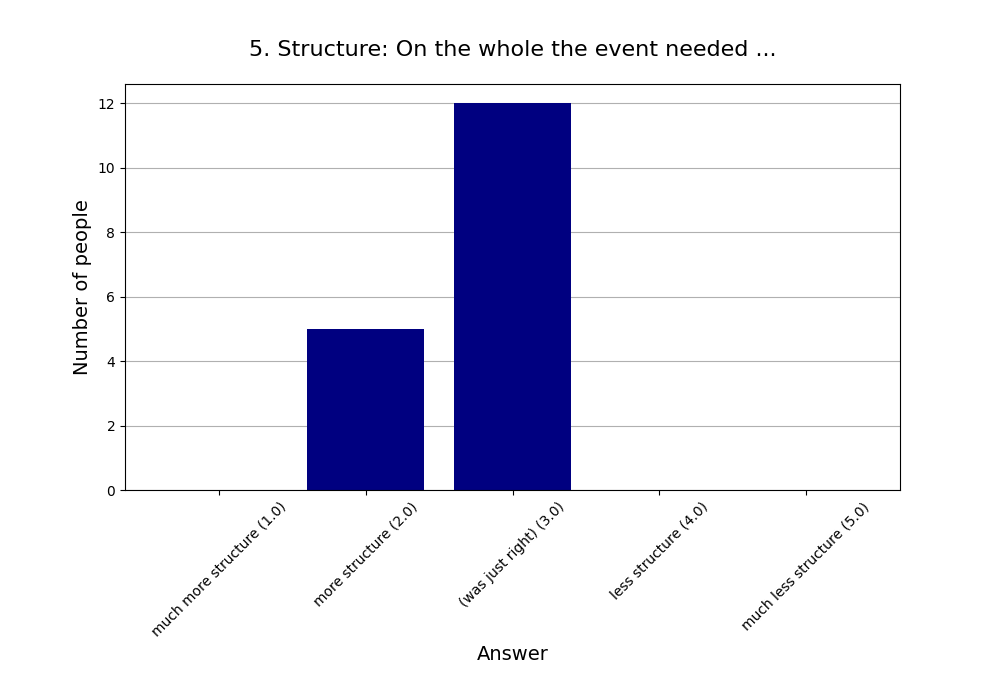 5. Structure: On the whole the event needed ...
12
10
8
6
4
2
0
Number of people
much more structure (1.0)
more structure (2.0)
(was just right) (3.0)
less structure (4.0)
much less structure (5.0)
Answer